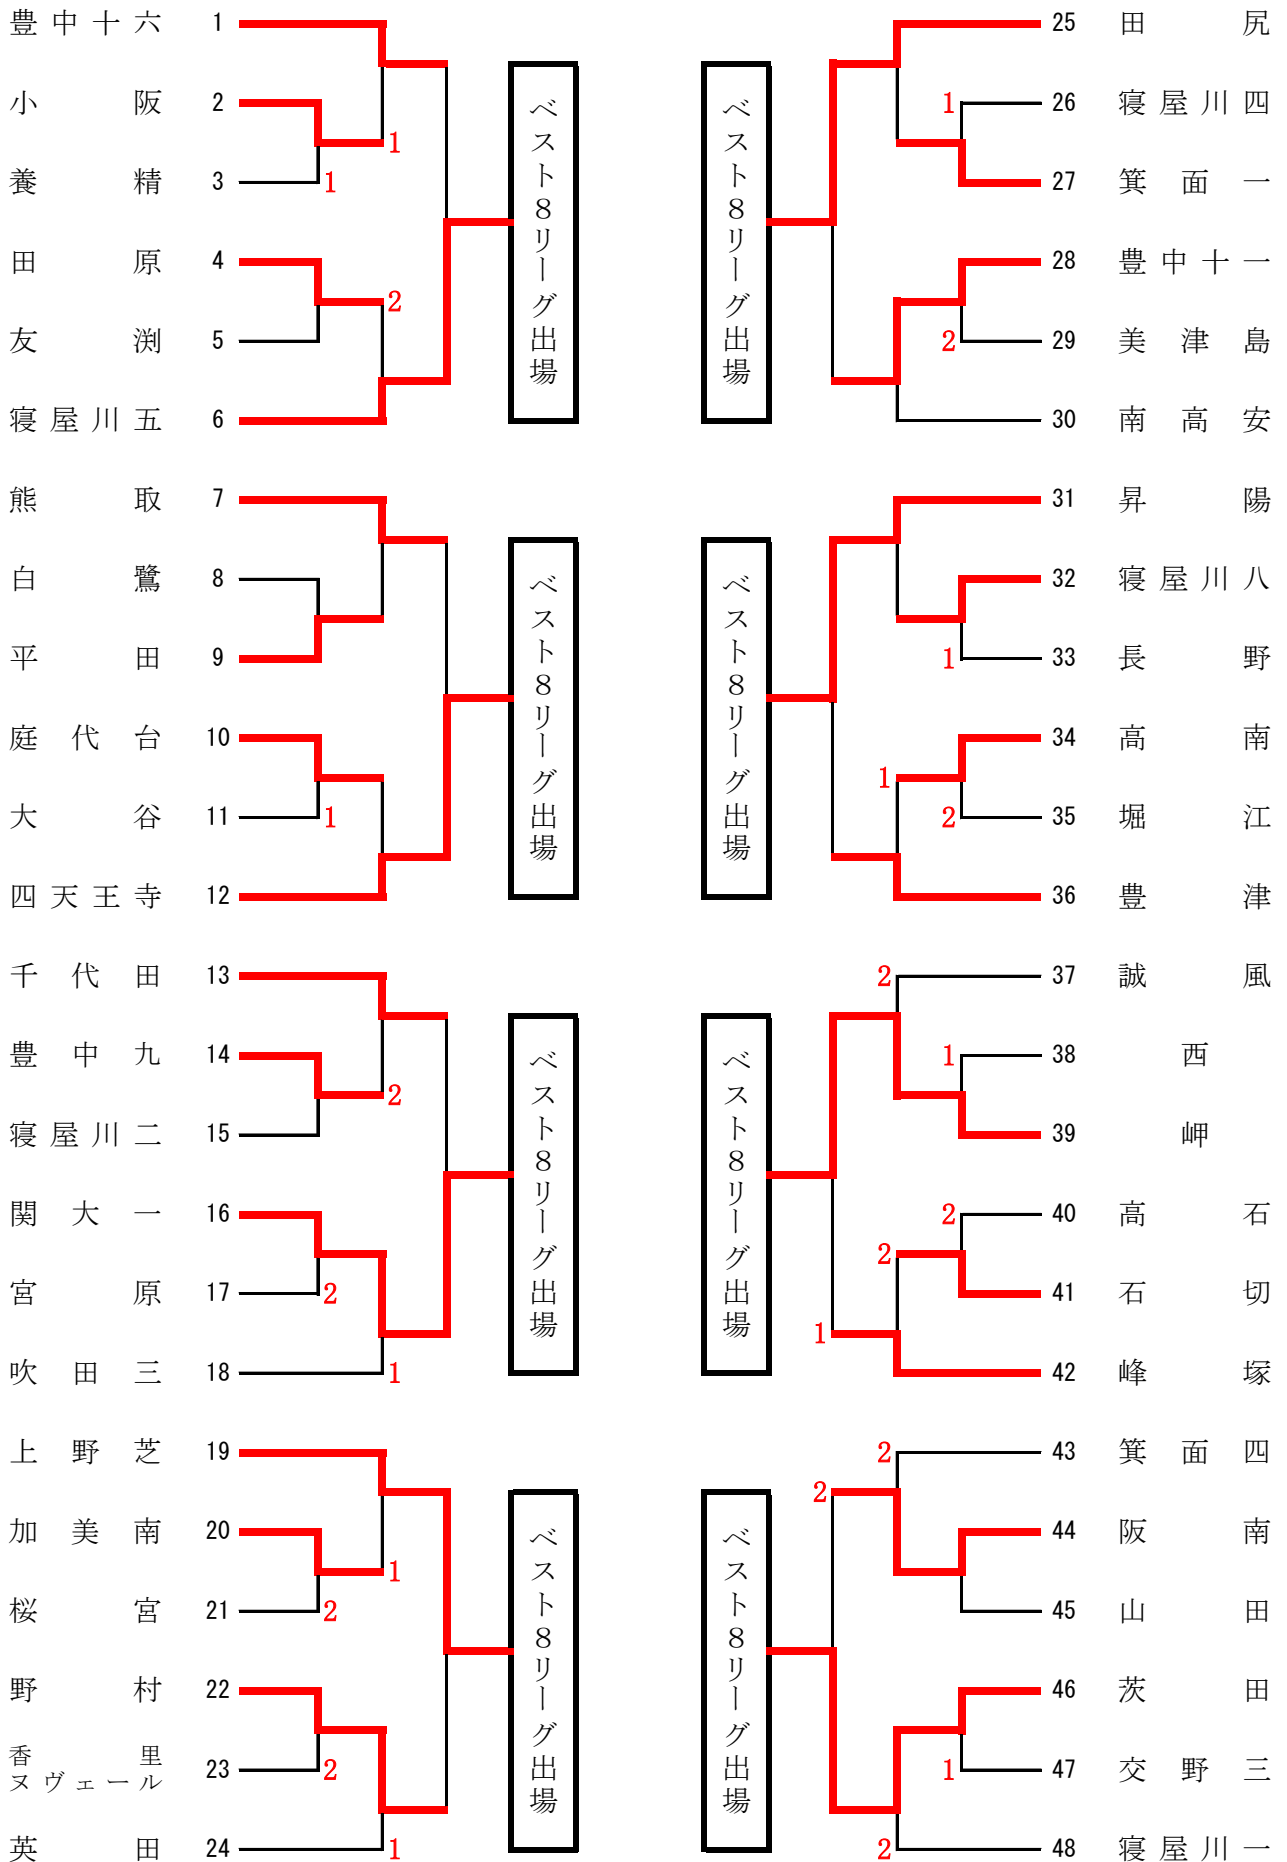 豊中十六 1
小阪 2
1
養精 3 1
田原 4
2
友渕 5
寝屋川五 6
ベスト8リーグ出場
熊取 7
白鷺 8
平田 9
庭代台 10
大谷 11 1
四天王寺 12
ベスト8リーグ出場
千代田 13
豊中九 14
2
寝屋川二 15
関大一 16
宮原 17 2
吹田三 18 1
ベスト8リーグ出場
上野芝 19
加美南 20
1
桜宮 21 2
野村 22
香里
ヌヴェール 23 2
英田 24 1
ベスト8リーグ出場
25 田尻
1 26 寝屋川四
27 箕面一
28 豊中十一
2 29 美津島
30 南高安
ベスト8リーグ出場
31 昇陽
32 寝屋川八
1 33 長野
34 高南
1
2 35 堀江
36 豊津
ベスト8リーグ出場
2 37 誠風
1 38 西
39 岬
2 40 高石
2
41 石切
1
42 峰塚
ベスト8リーグ出場
2 43 箕面四
2
44 阪南
45 山田
46 茨田
1 47 交野三
2 48 寝屋川一
ベスト8リーグ出場